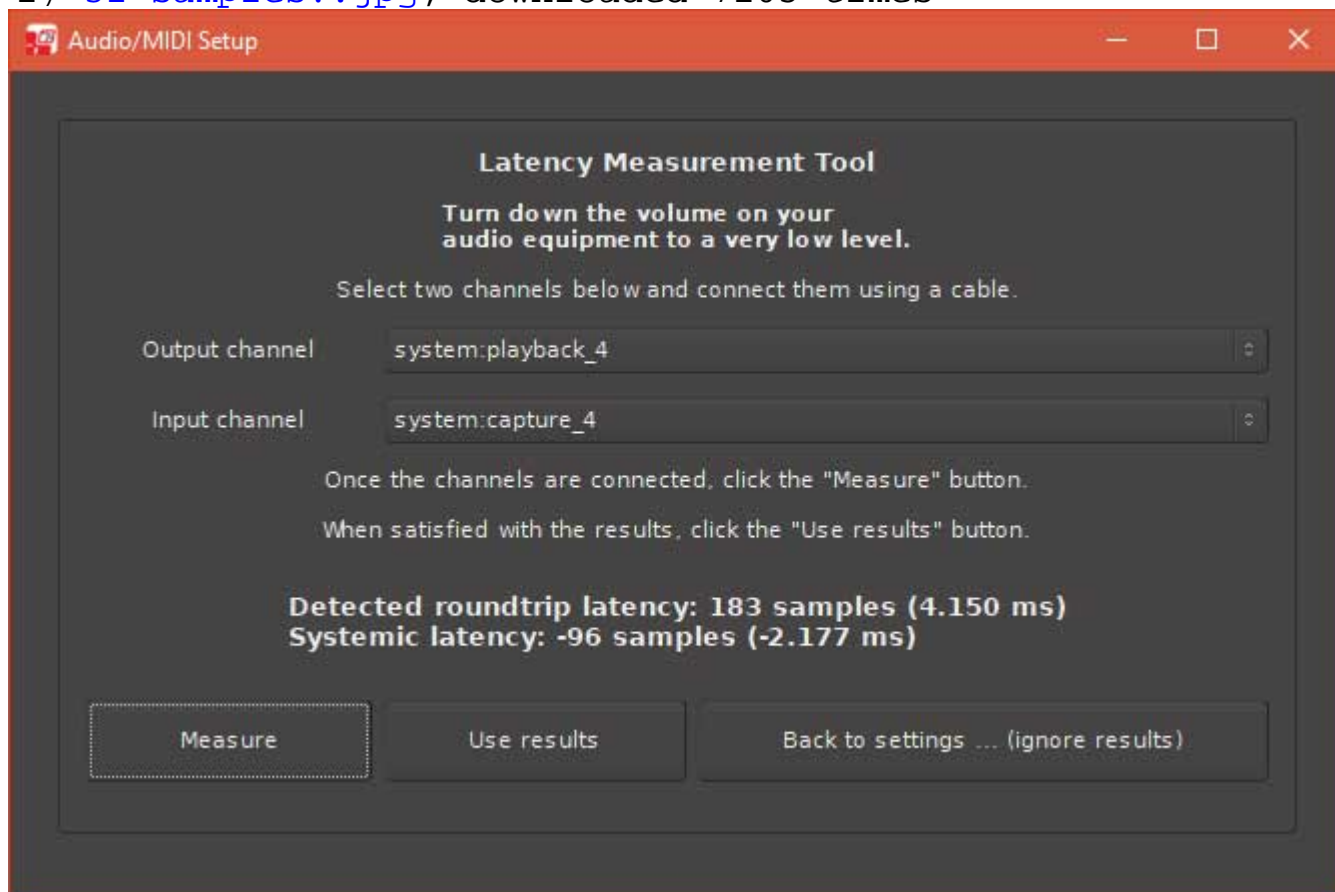 Audio/MIDI Setup
Latency Measurement Tool
Turn down the volume on your
audio equipment to a very low level.
Select two channels below and connect them using a cable.
Output channel system:playback_4
Input channel system:capture_4
Once the channels are connected, click the "Measure" button.
When satisfied with the results, click the "Use results" button.
Detected roundtrip latency: 183 samples (4.150 ms)
Systemic latency: -96 samples (-2.177 ms)
Measure Use results Back to settings ... (ignore results)